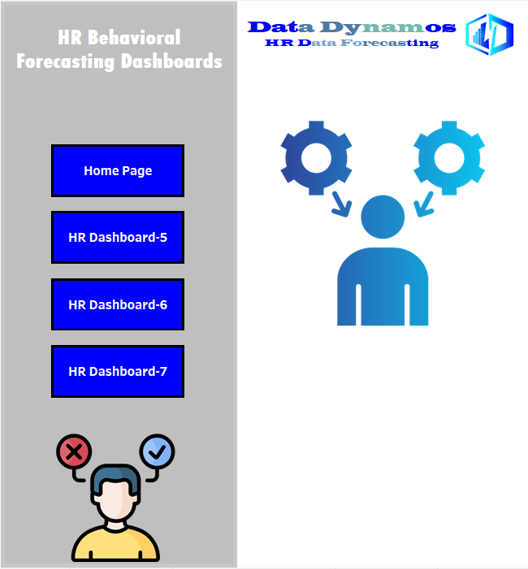 HR Behavioral
Forecasting Dashboards
Data Dynamos
HR Data Forecasting
Home Page
HR Dashboard-5
HR Dashboard-6
HR Dashboard-7